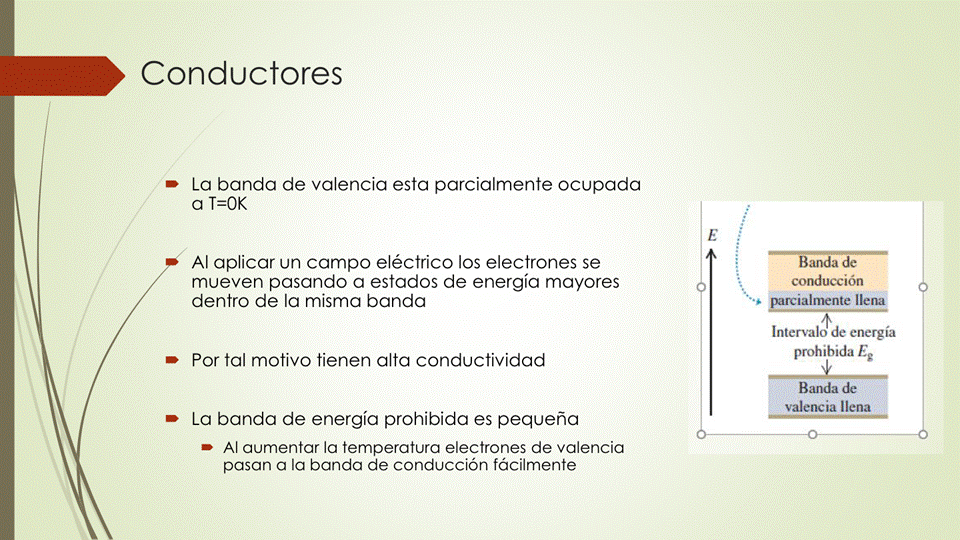 Conductores
La banda de valencia esta parcialmente ocupada
a T=0K
Al aplicar un campo eléctrico los electrones se
mueven pasando a estados de energía mayores
dentro de la misma banda
Por tal motivo tienen alta conductividad
La banda de energía prohibida es pequeña
Al aumentar la temperatura electrones de valencia
pasan a la banda de conducción fácilmente
E
Banda de
conducción
parcialmente llena
Intervalo de energía
prohibida Eg
Banda de
valencia llena